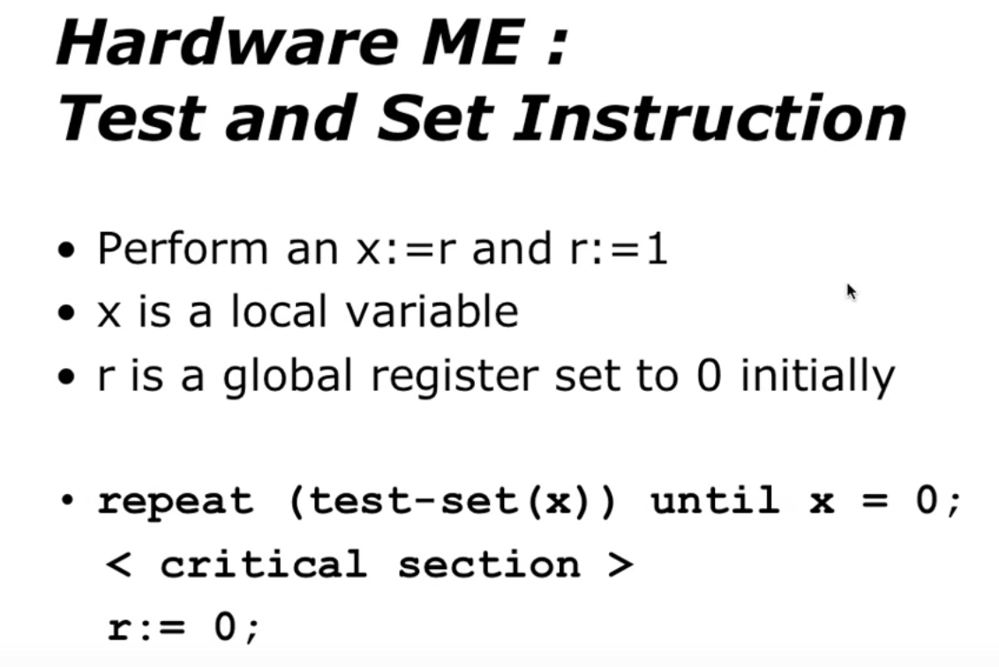 Hardware ME :
Test and Set Instruction
• Perform an x:=r and r:=1
• x is a local variable
• r is a global register set to 0 initially
• repeat (test-set(x)) until x = 0;
< critical section >
r:= 0;